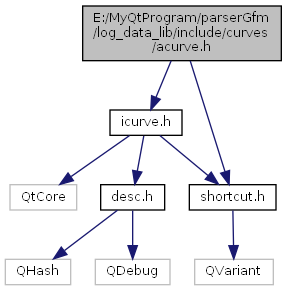 E:/MyQtProgram/parserGfm
/log_data_lib/include/curves
/acurve.h
icurve.h
QtCore
desc.h
shortcut.h
QHash
QDebug
QVariant